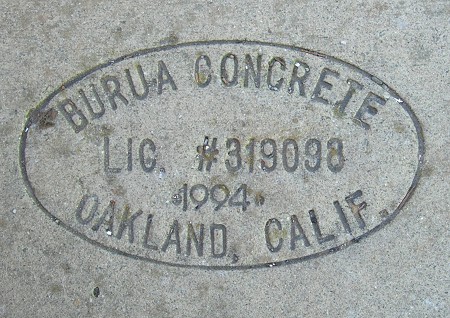 BURUA CONCRETE
LIC. #319098
1994
OAKLAND, CALIF.